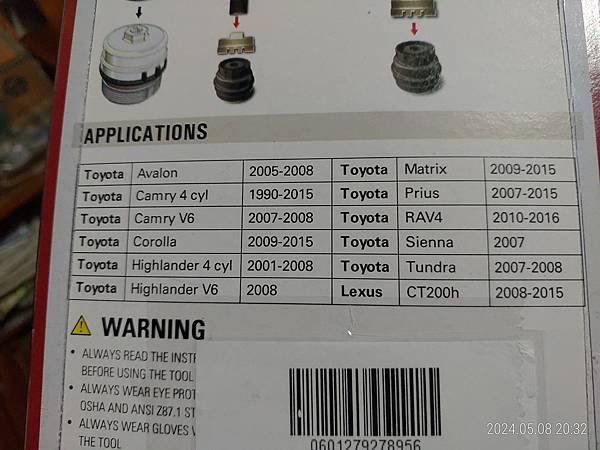 APPLICATIONS
Toyota Avalon 2005-2008 Toyota Matrix 2009-2015
Toyota Camry 4 cyl 1990-2015 Toyota Prius 2007-2015
Toyota Camry V6 2007-2008 Toyota RAV4 2010-2016
Toyota Corolla 2009-2015 Toyota Sienna 2007
Toyota Highlander 4 cyl 2001-2008 Toyota Tundra 2007-2008
Toyota Highlander V6 2008 Lexus CT200h 2008-2015
WARNING
• ALWAYS READ THE INSTR
BEFORE USING THE TOOL
• ALWAYS WEAR EYE PROT
OSHA AND ANSI Z87.1 ST
• ALWAYS WEAR GLOVES
THE TOOL
0601279278956
2024.05.08 20:32